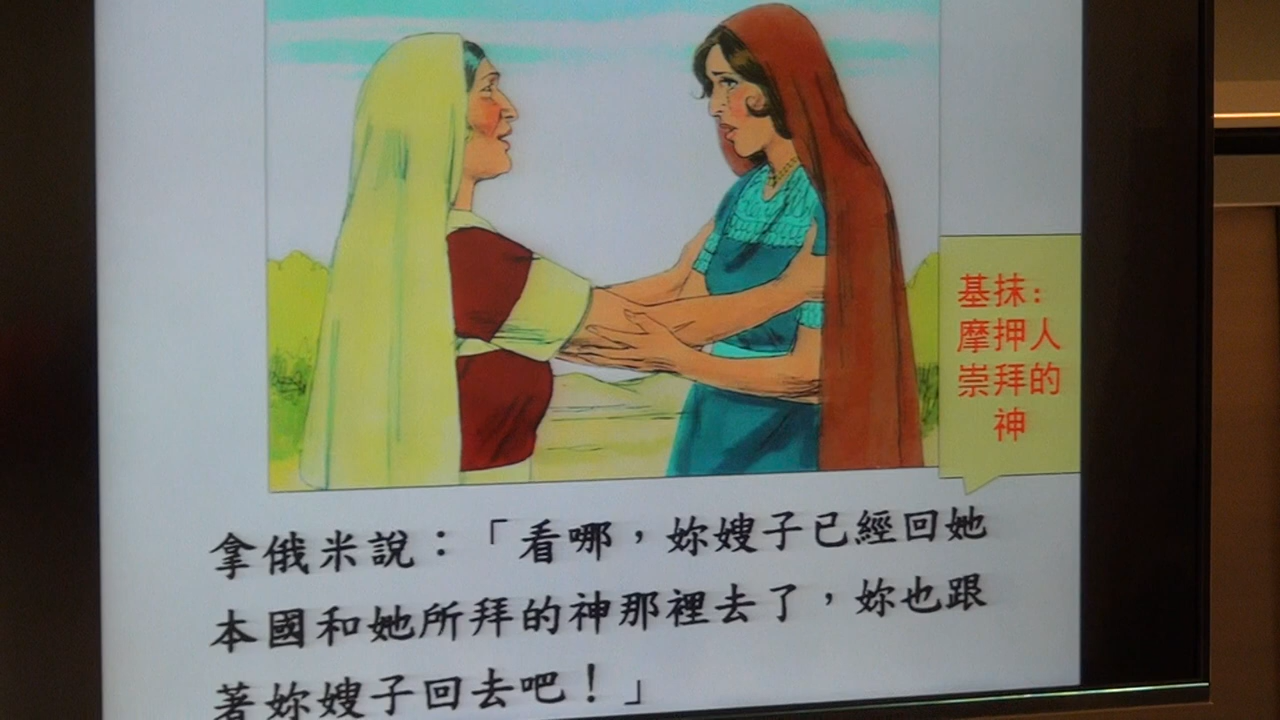 基抹：
摩押人
崇拜的
神
拿俄米說：「看哪，妳嫂子已經回她
本國和她所拜的神那裡去了，妳也跟
著妳嫂子回去吧！」